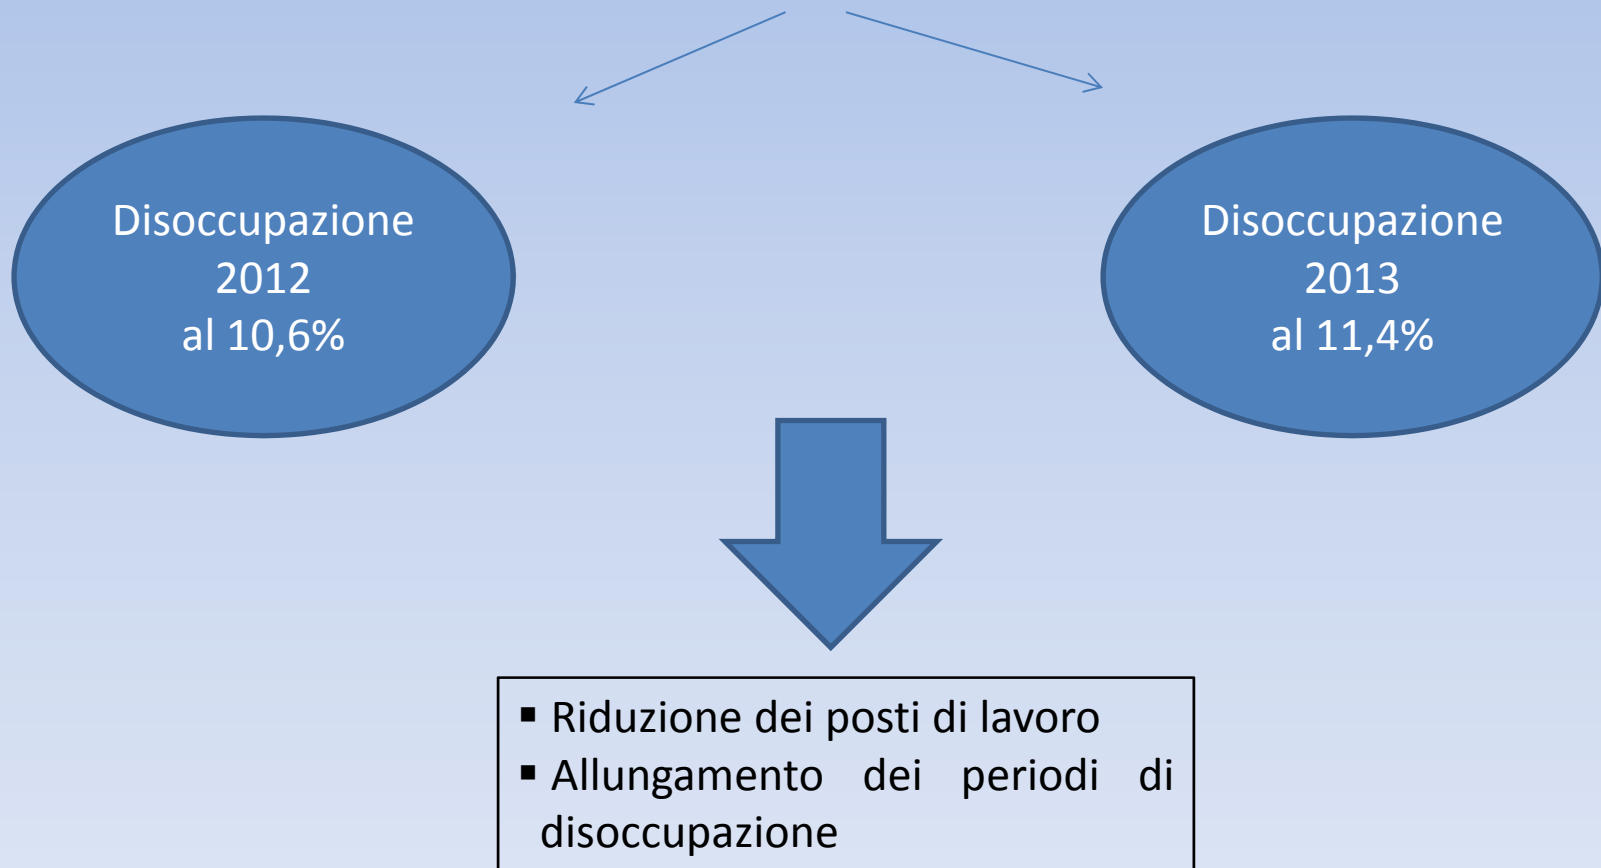 Disoccupazione
2012
al 10,6%
Disoccupazione
2013
al 11,4%
▪ Riduzione dei posti di lavoro
▪ Allungamento dei periodi di
disoccupazione